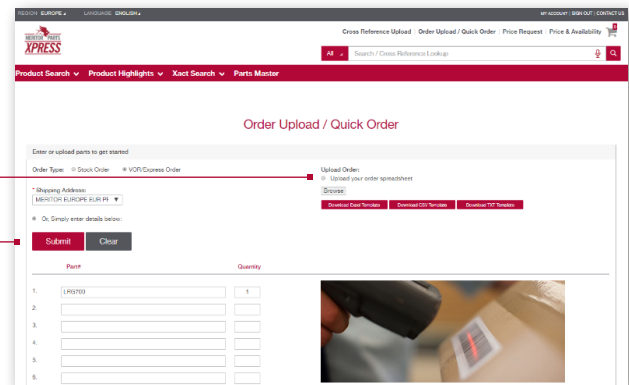 REGION EUROPE LANGUAGE ENGLISH MY ACCOUNT | SIGN OUT | CONTACT US
MERITOR PARTS
XPRESS
Cross Reference Upload | Order Upload / Quick Order | Price Request | Price & Availability
All Search / Cross Reference Lookup
Product Search Product Highlights Xact Search Parts Master
Order Upload / Quick Order
Enter or upload parts to get started
Order Type: Stock Order VOR/Express Order
Upload Order:
Upload your order spreadsheet
* Shipping Address:
Browse
MERITOR EUROPE EUR PF
Download Excel Template Download CSV Template Download TXT Template
Or, Simply enter details below:
Submit Clear
Part# Quantity
1. LRG700 1
2.
3.
4.
5.
6.